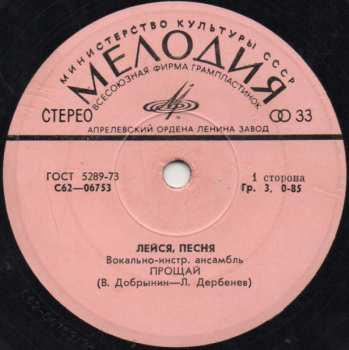 МИНИСТЕРСТВО КУЛЬТУРЫ СССР
МЕЛОДИЯ
ВСЕСОЮЗНАЯ ФИРМА ГРАМПЛАСТИНОК
СТЕРЕО
33
АПРЕЛЕВСКИЙ ОРДЕНА ЛЕНИНА ЗАВОД
ГОСТ 5289-73
С62—06753
1 сторона
Гр. 3. 0-85
ЛЕЙСЯ, ПЕСНЯ
Вокально-инстр. ансамбль
ПРОЩАЙ
(В. Добрынин—Л. Дербенев)